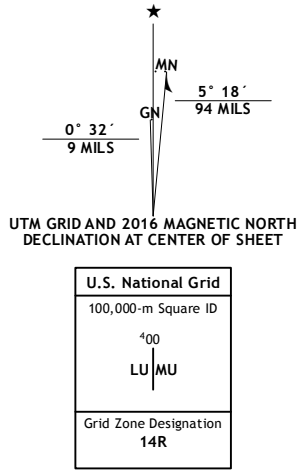 ★
MN
5° 18´
94 MILS
GN
0° 32´
9 MILS
UTM GRID AND 2016 MAGNETIC NORTH
DECLINATION AT CENTER OF SHEET
U.S. National Grid
100,000-m Square ID
⁴00
LU MU
Grid Zone Designation
14R